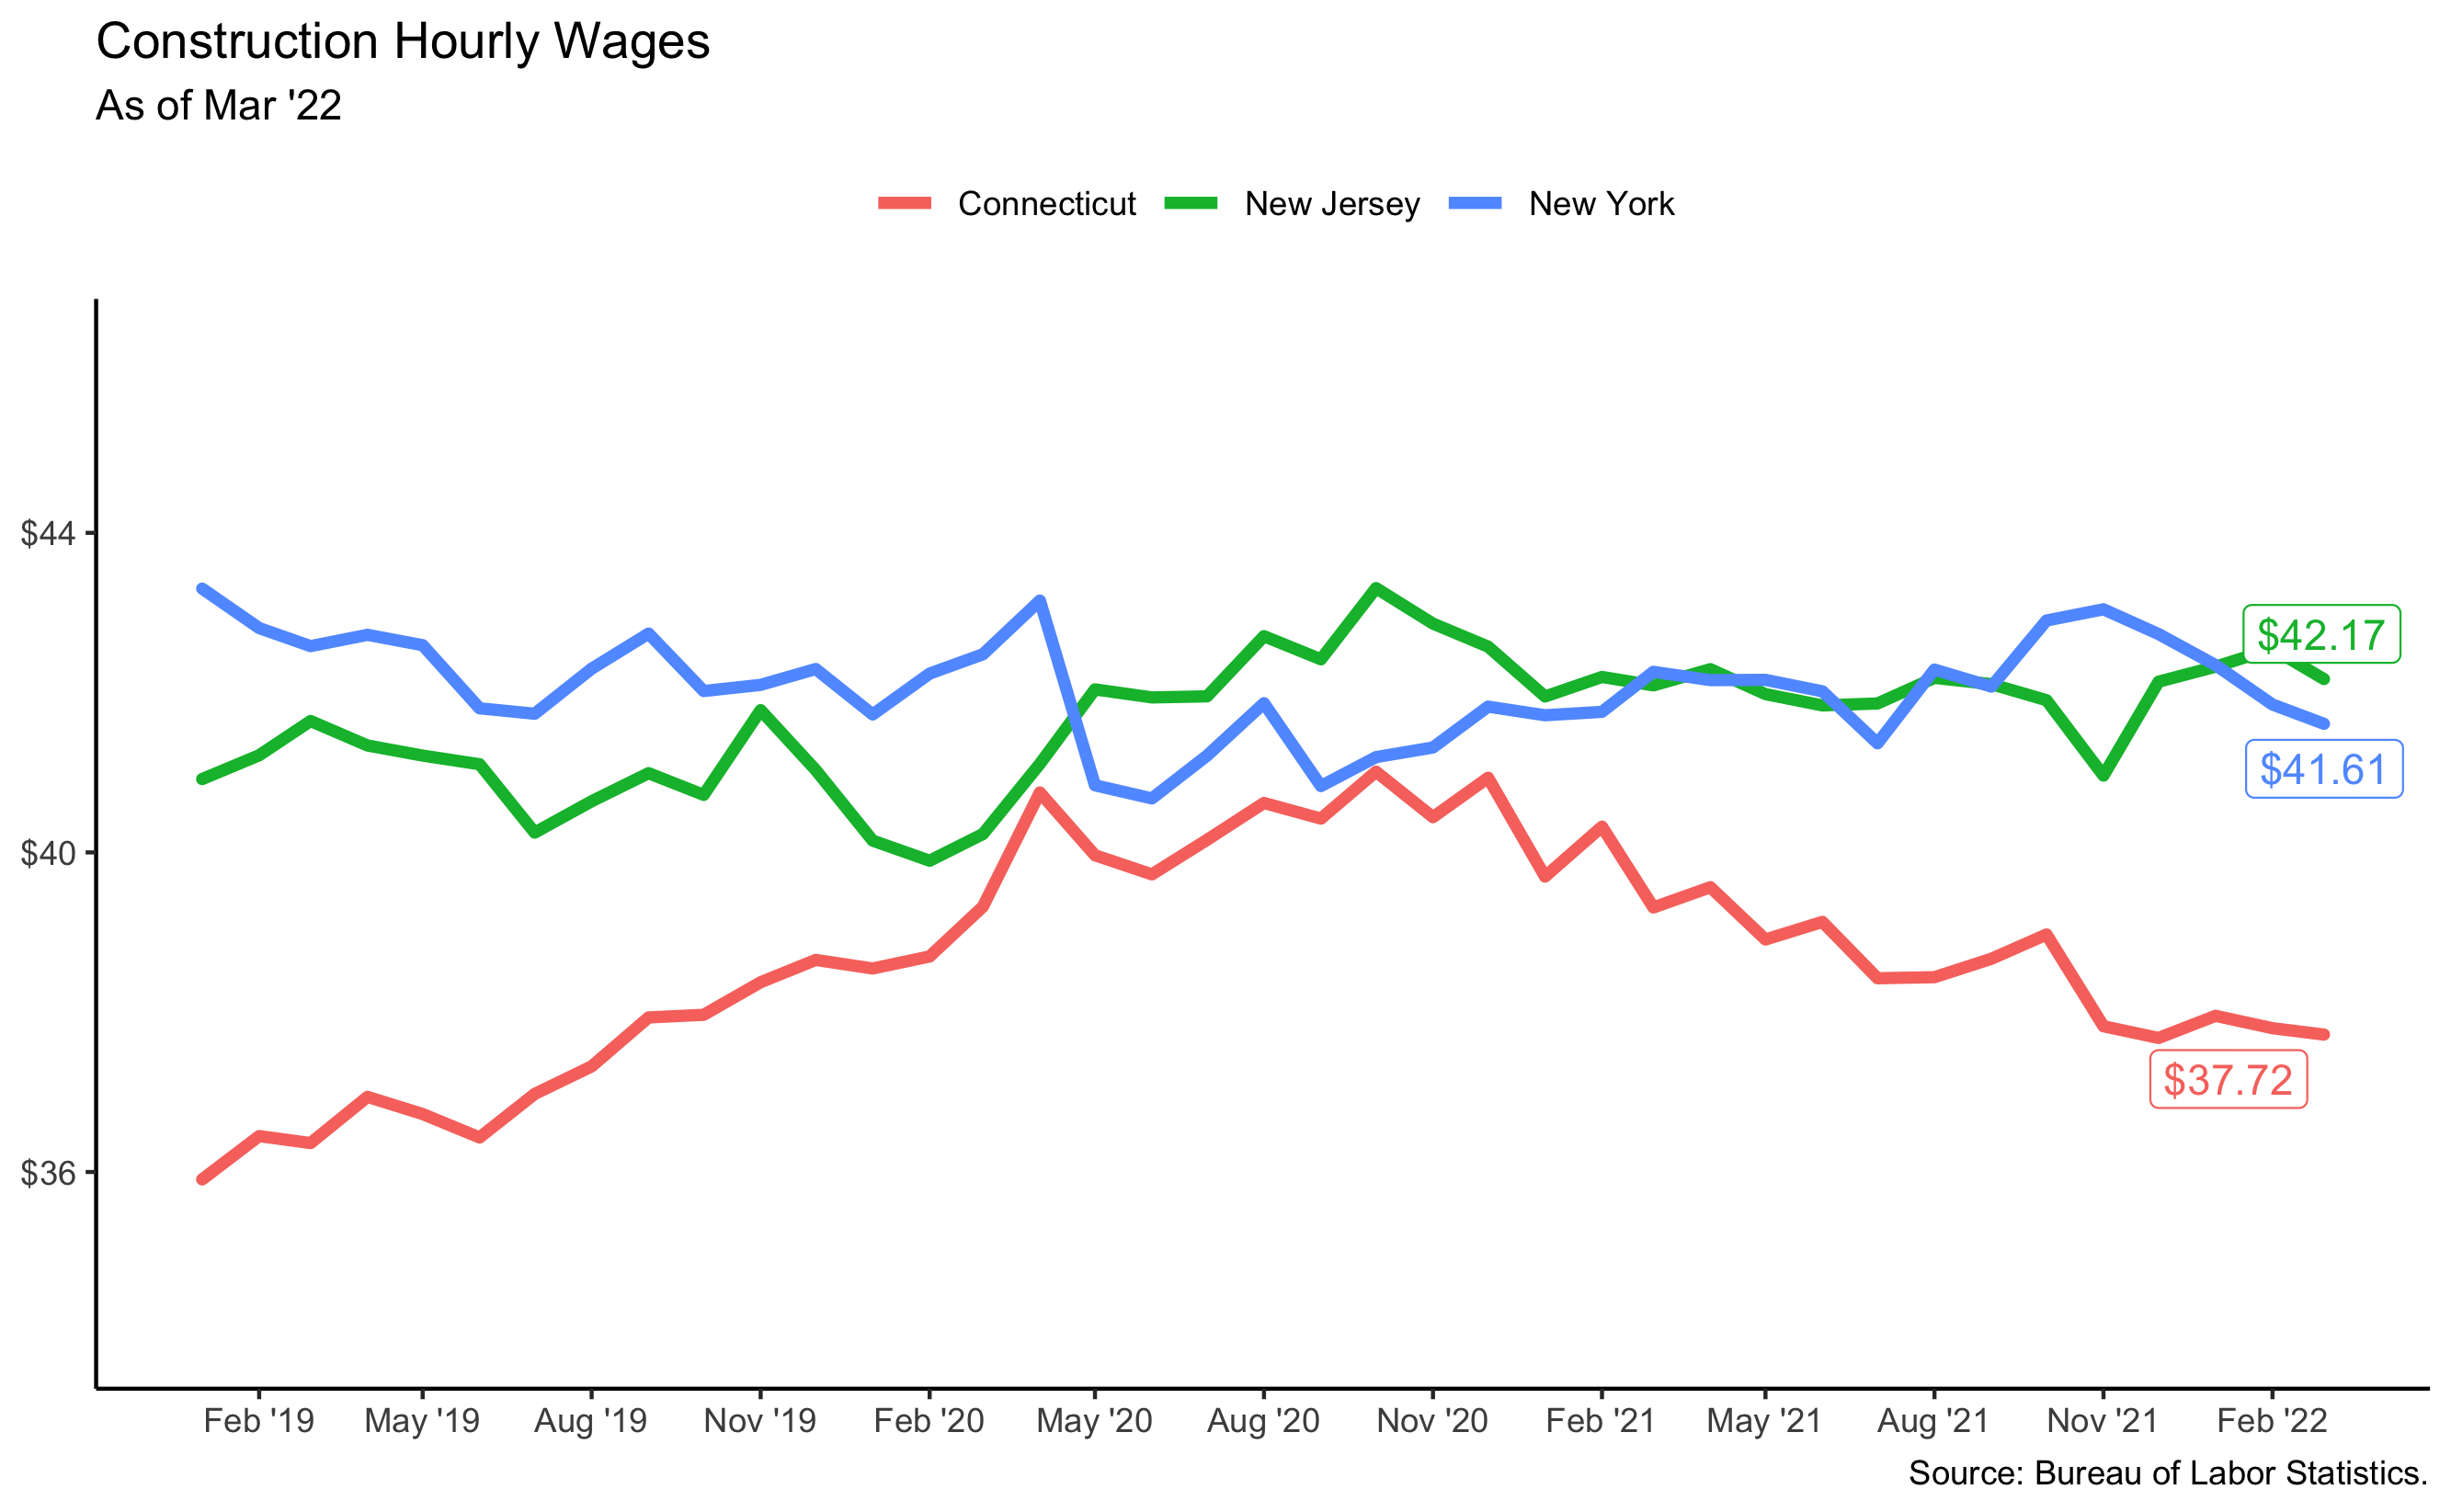 Construction Hourly Wages
As of Mar '22
Connecticut New Jersey New York
$44
$42.17
$41.61
$40
$37.72
$36
Feb '19 May '19 Aug '19 Nov '19 Feb '20 May '20 Aug '20 Nov '20 Feb '21 May '21 Aug '21 Nov '21 Feb '22
Source: Bureau of Labor Statistics.